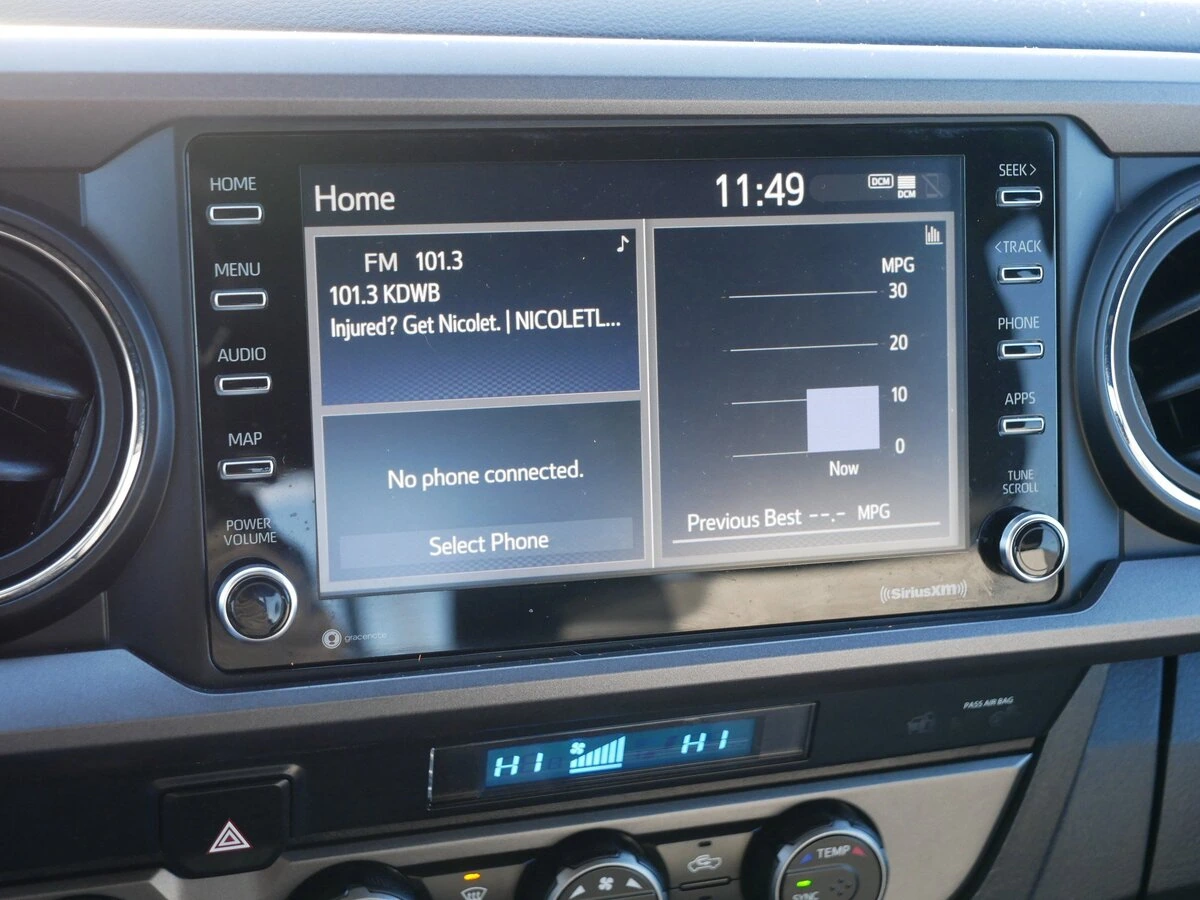 HOME
MENU
AUDIO
MAP
POWER
VOLUME
Home
11:49
DCM
DCM
FM 101.3
101.3 KDWB
Injured? Get Nicolet. | NICOLETL...
No phone connected.
Select Phone
MPG
30
20
10
0
Now
Previous Best --.- MPG
SEEK >
< TRACK
PHONE
APPS
TUNE
SCROLL
gracenote
((SiriusXM))
PASS AIR BAG
HI HI
TEMP
SYNC